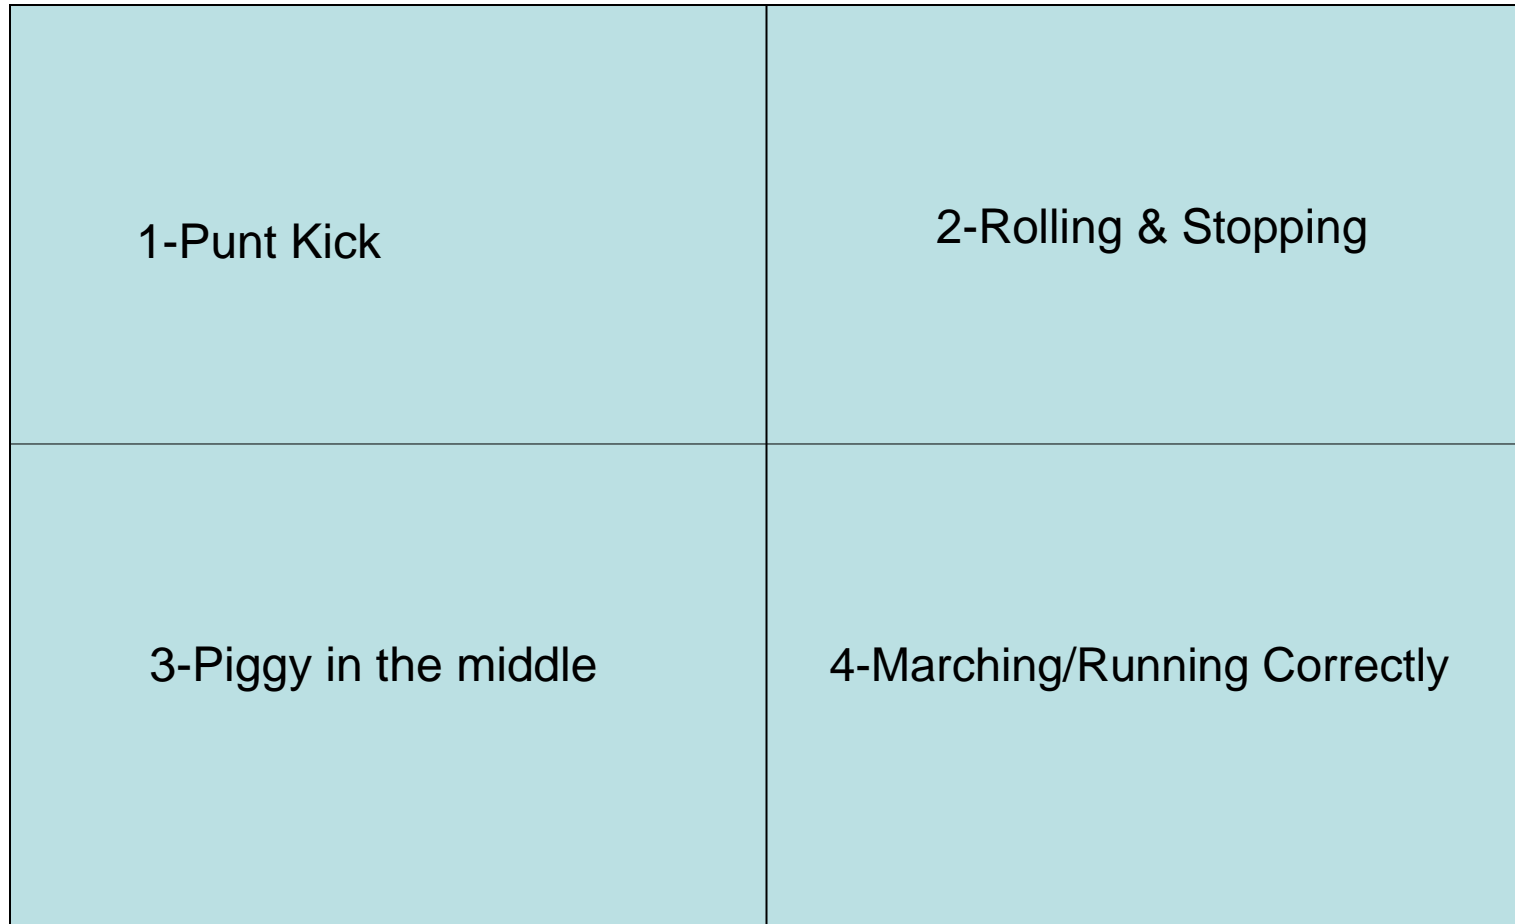 1-Punt Kick
2-Rolling & Stopping
3-Piggy in the middle
4-Marching/Running Correctly